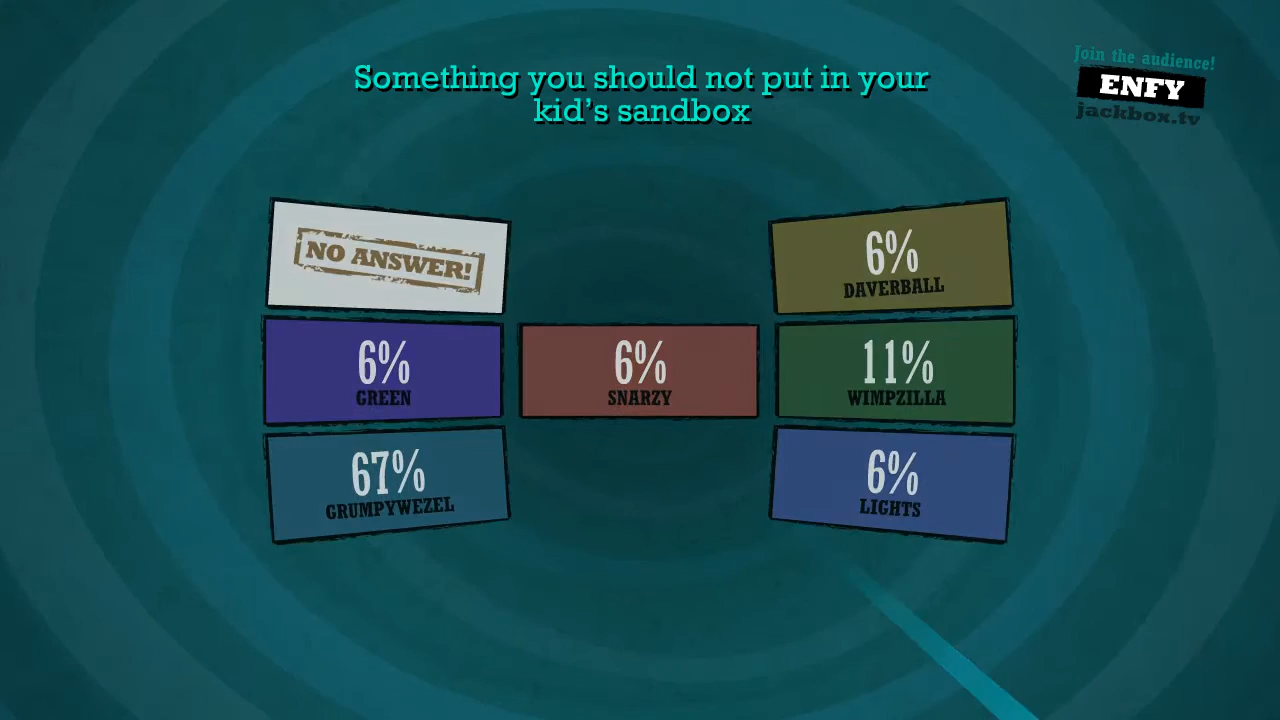 Something you should not put in your
kid's sandbox
Join the audience!
ENFY
jackbox.tv
NO ANSWER!
6%
DAVERBALL
6%
GREEN
6%
SNARZY
11%
WIMPZILLA
67%
GRUMPYWEZEL
6%
LIGHTS